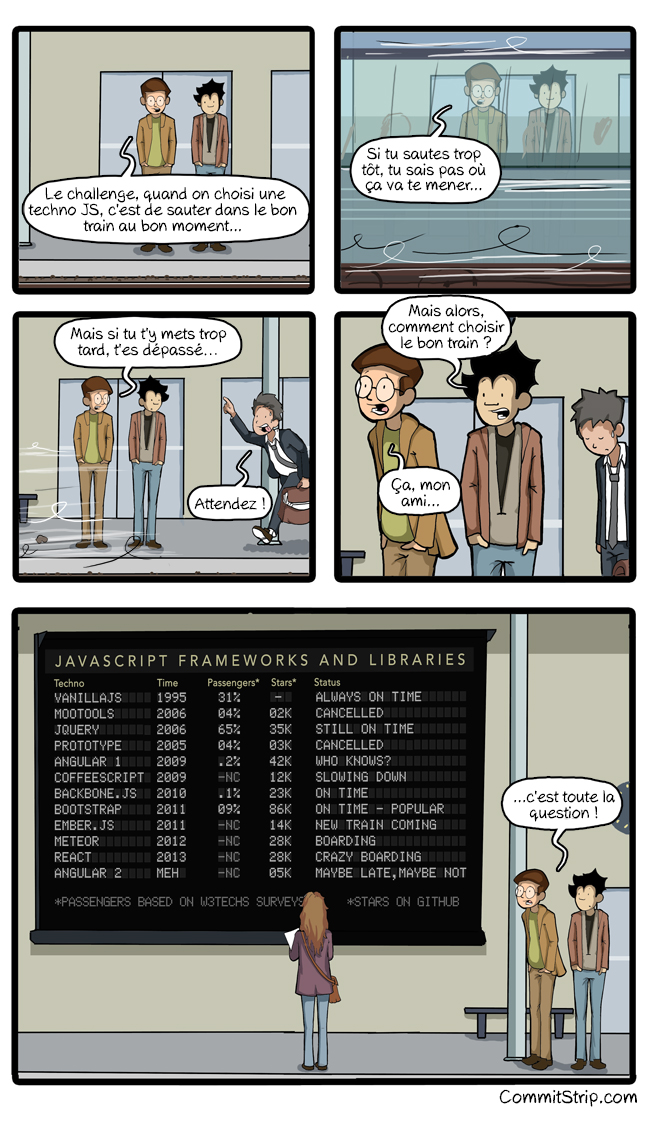 Le challenge, quand on choisi une
techno JS, c'est de sauter dans le bon
train au bon moment...
Si tu sautes trop
tôt, tu sais pas où
ça va te mener...
Mais si tu t'y mets trop
tard, t'es dépassé...
Attendez !
Mais alors,
comment choisir
le bon train ?
Ça, mon
ami...
JAVASCRIPT FRAMEWORKS AND LIBRARIES
Techno Time Passengers* Stars* Status
VANILLAJS 1995 31% - ALWAYS ON TIME
MOOTOOLS 2006 04% 02K CANCELLED
JQUERY 2006 65% 35K STILL ON TIME
PROTOTYPE 2005 04% 03K CANCELLED
ANGULAR 1 2009 .2% 42K WHO KNOWS?
COFFEESCRIPT 2009 -NC 12K SLOWING DOWN
BACKBONE.JS 2010 .1% 23K ON TIME
BOOTSTRAP 2011 09% 86K ON TIME - POPULAR
EMBER.JS 2011 -NC 14K NEW TRAIN COMING
METEOR 2012 -NC 28K BOARDING
REACT 2013 -NC 28K CRAZY BOARDING
ANGULAR 2 MEH -NC 05K MAYBE LATE,MAYBE NOT
*PASSENGERS BASED ON W3TECHS SURVEYS *STARS ON GITHUB
...c'est toute la
question !
CommitStrip.com